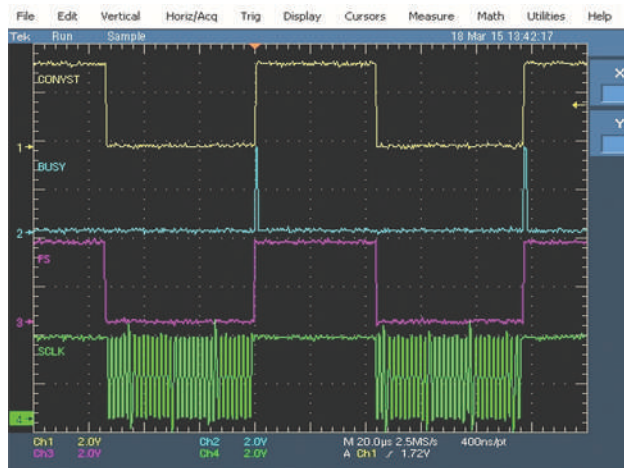 File Edit Vertical Horiz/Acq Trig Display Cursors Measure Math Utilities Help
Tek Run Sample 18 Mar 15 13:42:17
X
CONYST
1
Y
BUSY
2
FS
3
SCLK
4
Ch1 2.0V Ch2 2.0V M 20.0µs 2.5MS/s 400ns/pt
Ch3 2.0V Ch4 2.0V A Ch1 1.72V